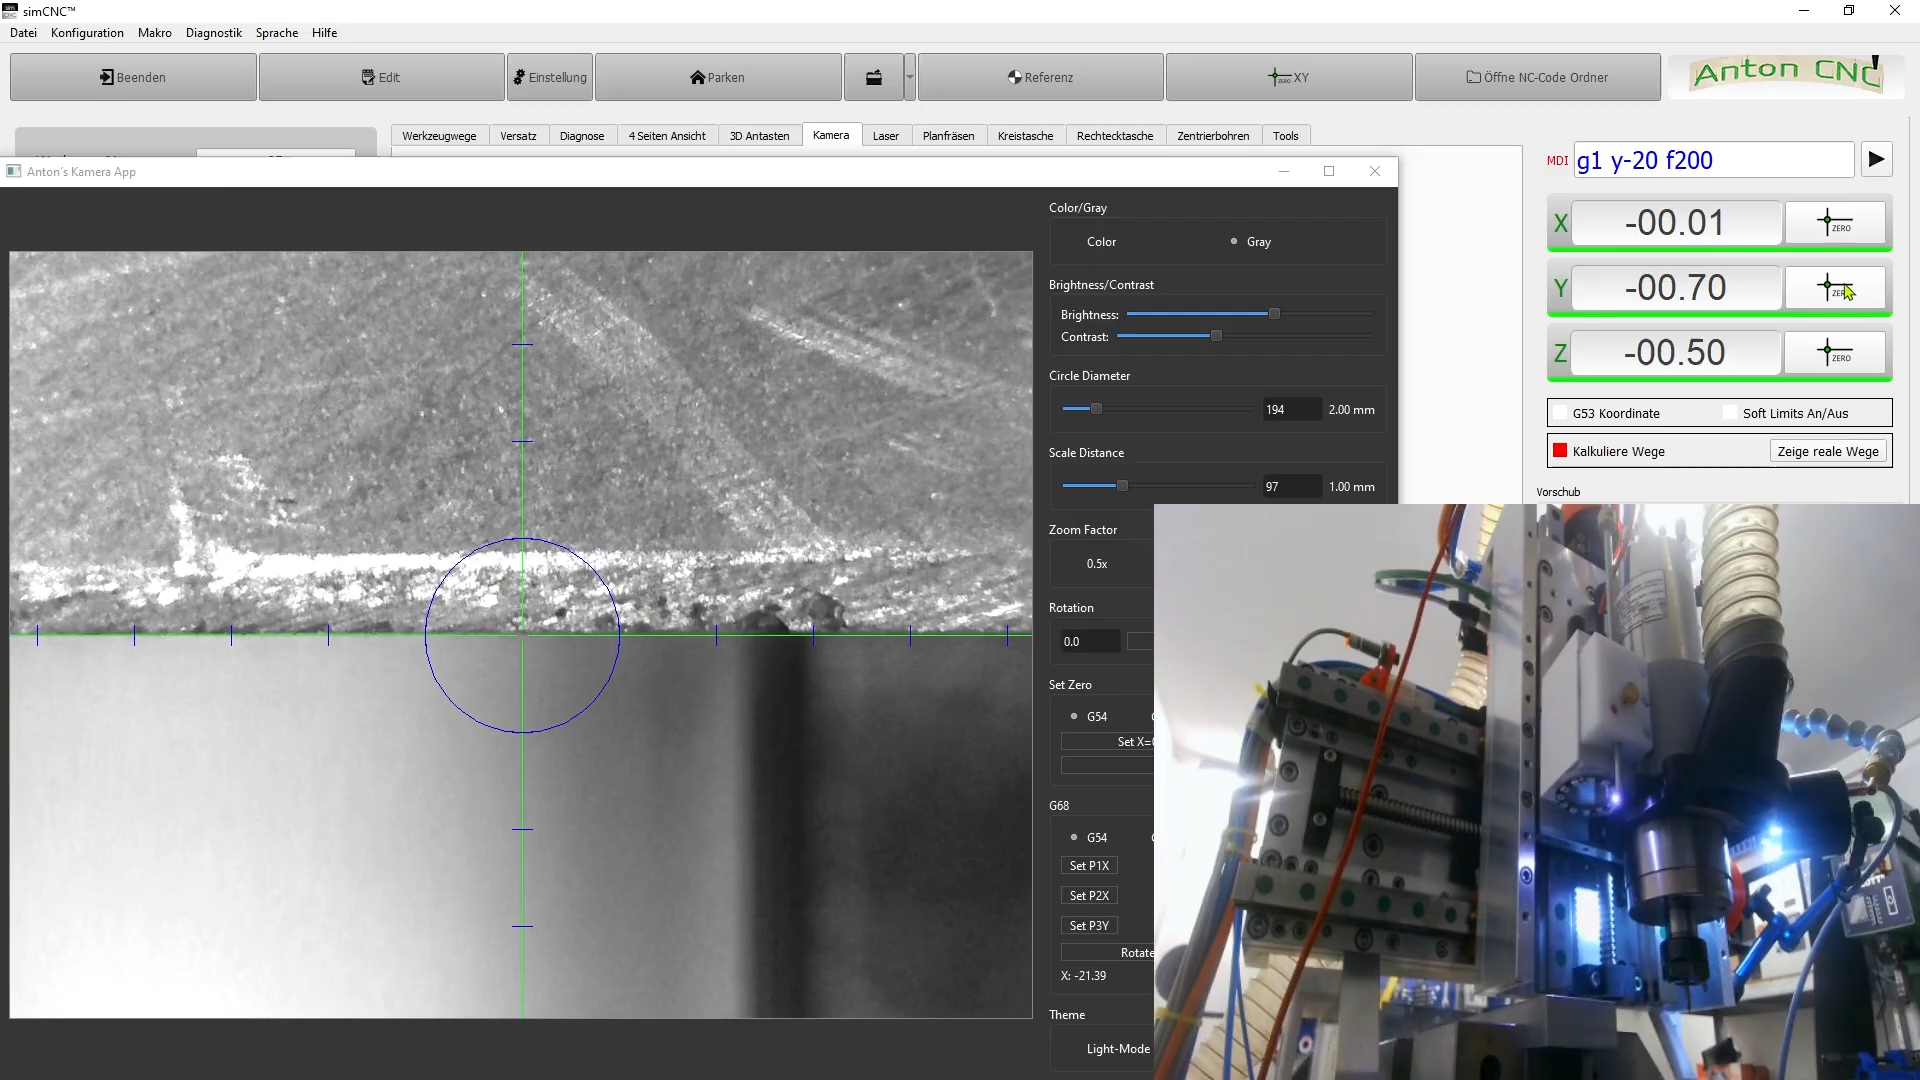 simCNC™
Datei Konfiguration Makro Diagnostik Sprache Hilfe
Beenden Edit Einstellung Parken Referenz XY Öffne NC-Code Ordner
Anton CNC
Werkzeugwege Versatz Diagnose 4 Seiten Ansicht 3D Antasten Kamera Laser Planfräsen Kreistasche Rechtecktasche Zentrierbohren Tools
MDI g1 y-20 f200
Anton´s Kamera App
X -00.01 ZERO
Y -00.70
Z -00.50 ZERO
G53 Koordinate Soft Limits An/Aus
Kalkuliere Wege Zeige reale Wege
Vorschub
Color/Gray
Color Gray
Brightness/Contrast
Brightness:
Contrast:
Circle Diameter
194 2.00 mm
Scale Distance
97 1.00 mm
Zoom Factor
0.5x
Rotation
0.0
Set Zero
G54
Set X=
G68
G54
Set P1X
Set P2X
Set P3Y
Rotate
X: -21.39
Theme
Light-Mode